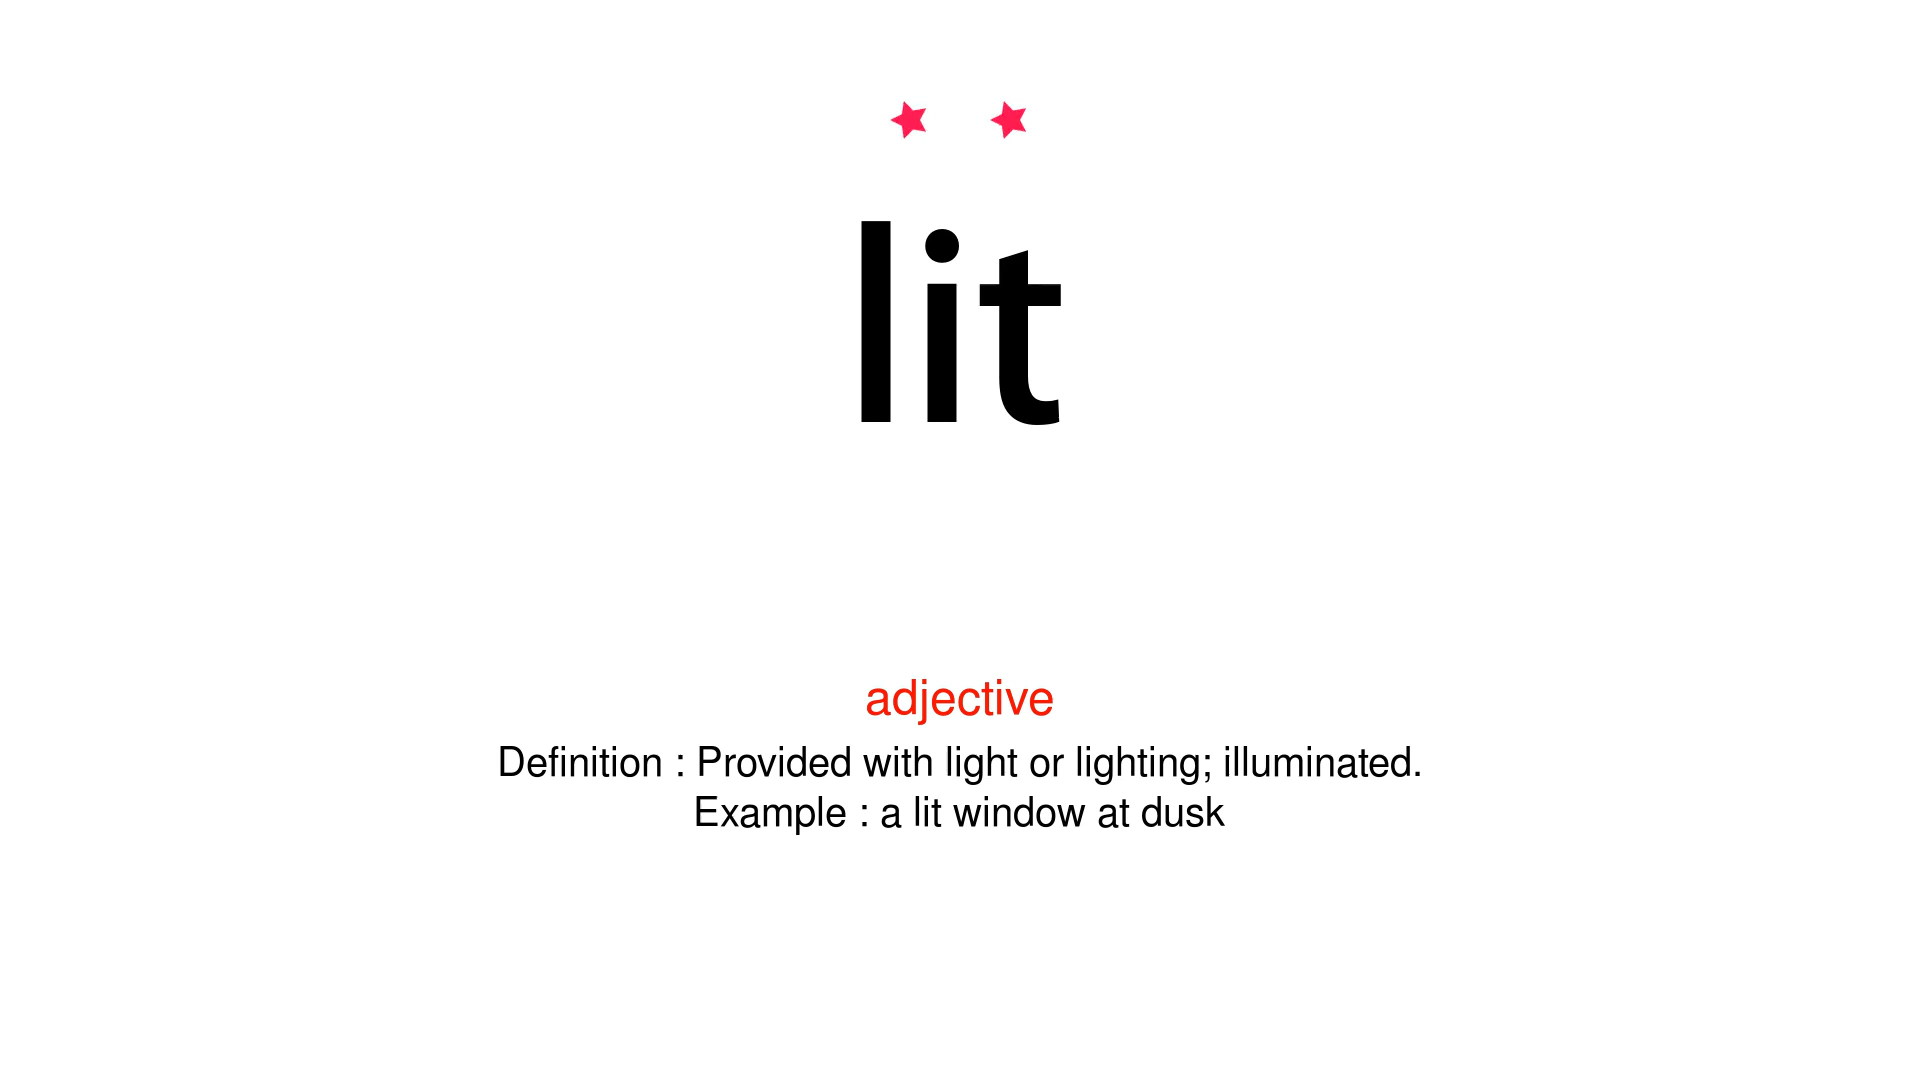 lit
adjective
Definition : Provided with light or lighting; illuminated.
Example : a lit window at dusk